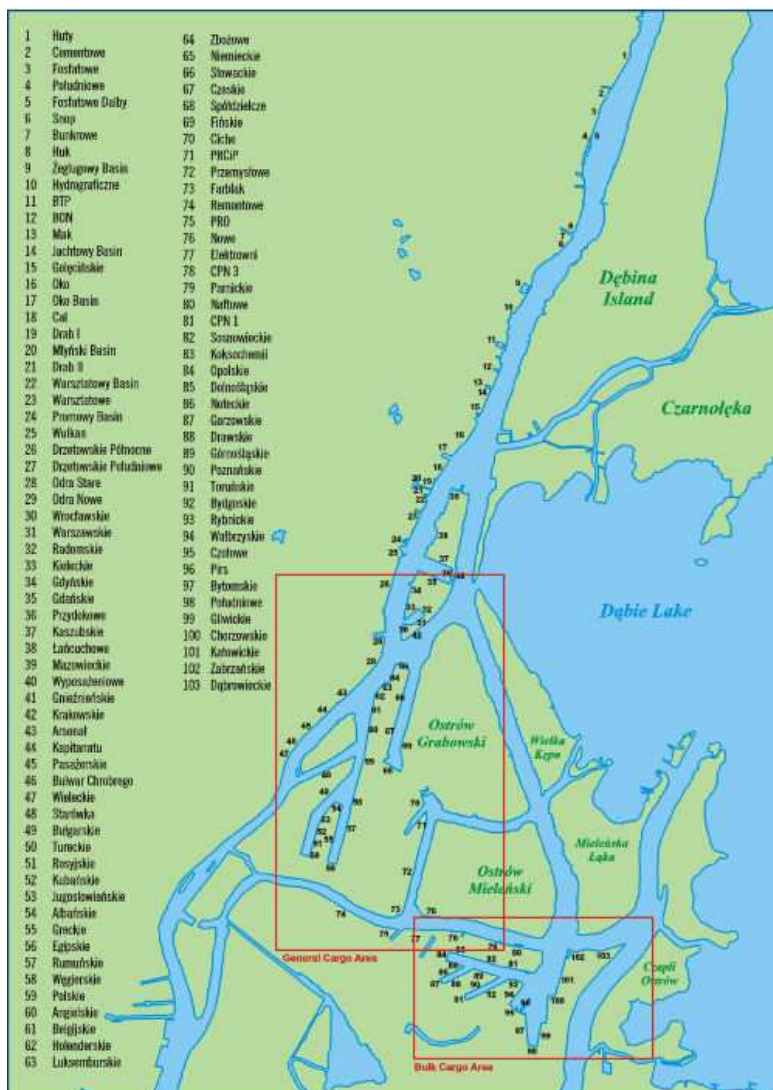 1 Huty
2 Cementowe
3 Fosfatowe
4 Południowe
5 Fosfatowe Dalby
6 Snop
7 Bunkrowe
8 Huk
9 Żeglugowy Basin
10 Hydrograficzne
11 BTP
12 BON
13 Mak
14 Jachtowy Basin
15 Golęcińskie
16 Oko
17 Oko Basin
18 Cal
19 Drab I
20 Młyński Basin
21 Drab II
22 Warsztatowy Basin
23 Warsztatowe
24 Promowy Basin
25 Wulkan
26 Drzetowskie Północne
27 Drzetowskie Południowe
28 Odra Stare
29 Odra Nowe
30 Wrocławskie
31 Warszawskie
32 Radomskie
33 Kieleckie
34 Gdyńskie
35 Gdańskie
36 Przydokowe
37 Kaszubskie
38 Łańcuchowe
39 Mazowieckie
40 Wyposażeniowe
41 Gnieźnieńskie
42 Krakowskie
43 Arsenał
44 Kapitanatu
45 Pasażerskie
46 Bulwar Chrobrego
47 Wieleckie
48 Starówka
49 Bułgarskie
50 Tureckie
51 Rosyjskie
52 Kubańskie
53 Jugosłowiańskie
54 Albańskie
55 Greckie
56 Egipskie
57 Rumuńskie
58 Węgierskie
59 Polskie
60 Angielskie
61 Belgijskie
62 Holenderskie
63 Luksemburskie
64 Zbożowe
65 Niemieckie
66 Słowackie
67 Czeskie
68 Spółdzielcze
69 Fińskie
70 Ciche
71 PRCiP
72 Przemysłowe
73 Farblak
74 Remontowe
75 PRO
76 Nowe
77 Elektrowni
78 CPN 3
79 Parnickie
80 Naftowe
81 CPN 1
82 Sosnowieckie
83 Koksochemii
84 Opolskie
85 Dolnośląskie
86 Noteckie
87 Gorzowskie
88 Drawskie
89 Górnośląskie
90 Poznańskie
91 Toruńskie
92 Bydgoskie
93 Rybnickie
94 Wałbrzyskie
95 Czołowe
96 Pirs
97 Bytomskie
98 Południowe
99 Gliwickie
100 Chorzowskie
101 Katowickie
102 Zabrzańskie
103 Dąbrowieckie
Dębina
Island
Czarnołęka
Dąbie Lake
Ostrów
Grabowski
Wielka
Kępa
Mieleńska
Łąka
Ostrów
Mieleński
Czapli
Ostrów
General Cargo Area
Bulk Cargo Area